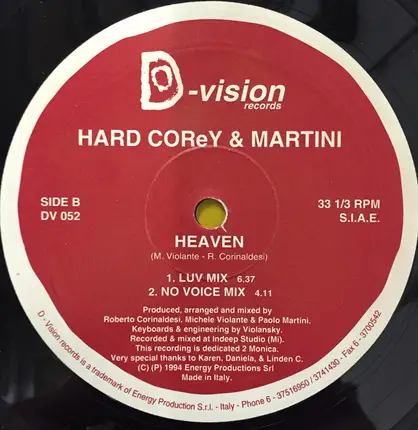 D-vision
records
HARD COReY & MARTINI
SIDE B
DV 052
33 1/3 RPM
S.I.A.E.
HEAVEN
(M. Violante - R. Corinaldesi)
1. LUV MIX 6.37
2. NO VOICE MIX 4.11
Produced, arranged and mixed by
Roberto Corinaldesi, Michele Violante & Paolo Martini.
Keyboards & engineering by Violansky.
Recorded & mixed at Indeep Studio (Mi).
This recording is dedicated 2 Monica.
Very special thanks to Karen, Daniela, & Linden C.
(C) (P) 1994 Energy Productions Srl
Made in Italy.
D - Vision records is a trademark of Energy Production S.r.l. - Italy - Phone 6 - 37516950 / 3741430 - Fax 6 - 3700542